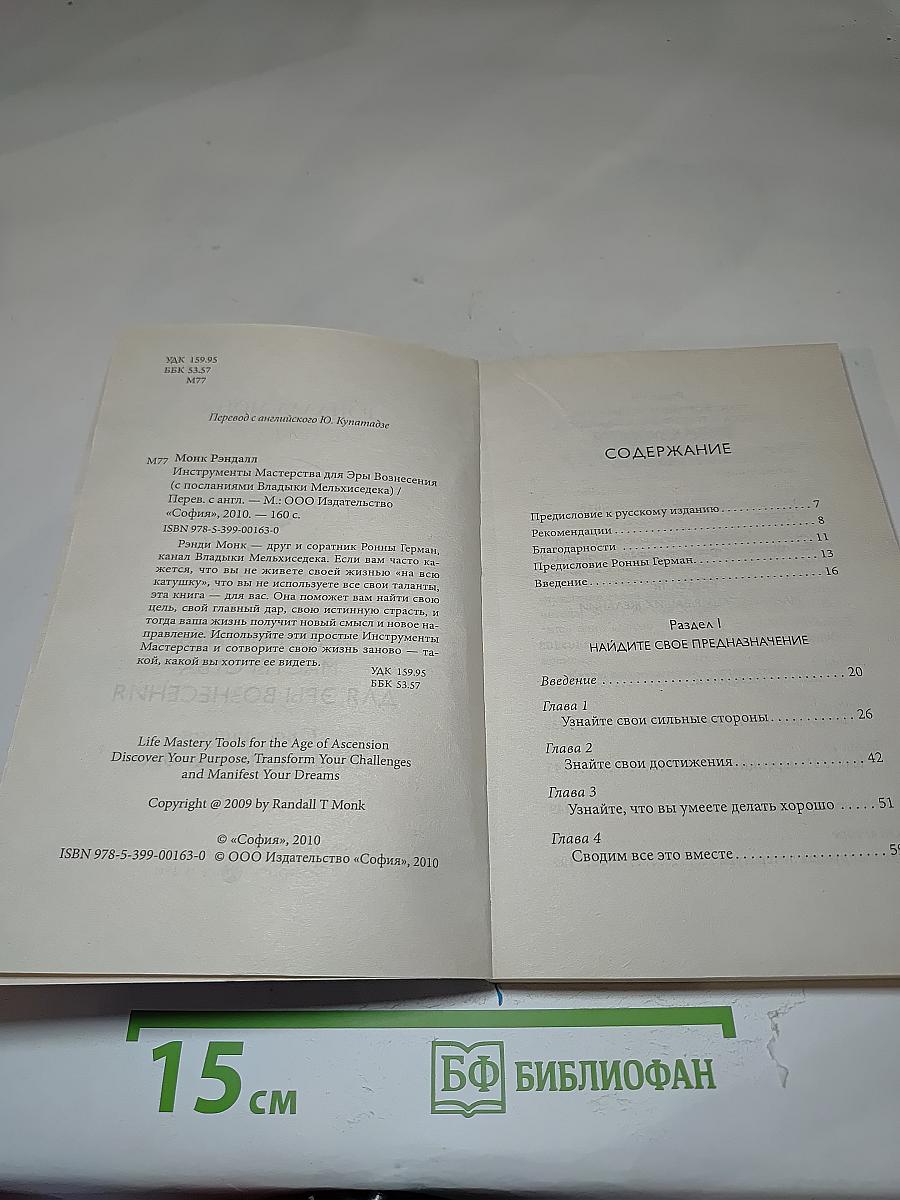 УДК 159.95
ББК 53.57
М77
Перевод с английского Ю. Купатадзе
М77 Монк Рэндалл
Инструменты Мастерства для Эры Вознесения
(с посланиями Владыки Мельхиседека) /
Перев. с англ. — М.: ООО Издательство
«София», 2010. — 160 с.
ISBN 978-5-399-00163-0
Рэнди Монк — друг и соратник Ронны Герман,
канал Владыки Мельхиседека. Если вам часто ка-
жется, что вы не живете своей жизнью «на всю
катушку», что вы не используете все свои таланты,
эта книга — для вас. Она поможет вам найти свою
цель, свой главный дар, свою истинную страсть, и
тогда ваша жизнь получит новый смысл и новое на-
правление. Используйте эти простые Инструменты
Мастерства и сотворите свою жизнь заново — та-
кой, какой вы хотите ее видеть.
УДК 159.95
ББК 53.57
Life Mastery Tools for the Age of Ascension
Discover Your Purpose, Transform Your Challenges
and Manifest Your Dreams
Copyright @ 2009 by Randall T Monk
© «София», 2010
ISBN 978-5-399-00163-0 © ООО Издательство «София», 2010
СОДЕРЖАНИЕ
Предисловие к русскому изданию . . . . . . . . . . . . . . 7
Рекомендации . . . . . . . . . . . . . . . . . . . . . . . . . . . . . 8
Благодарности . . . . . . . . . . . . . . . . . . . . . . . . . . . . 11
Предисловие Ронны Герман. . . . . . . . . . . . . . . . . . 13
Введение . . . . . . . . . . . . . . . . . . . . . . . . . . . . . . . . 16
Раздел I
НАЙДИТЕ СВОЕ ПРЕДНАЗНАЧЕНИЕ
Введение . . . . . . . . . . . . . . . . . . . . . . . . . . . . . . . . 20
Глава 1
Узнайте свои сильные стороны . . . . . . . . . . . . 26
Глава 2
Знайте свои достижения . . . . . . . . . . . . . . . . . . 42
Глава 3
Узнайте, что вы умеете делать хорошо . . . . . 51
Глава 4
Сводим все это вместе . . . . . . . . . . . . . . . . . . . . 59
15 см
БФ БИБЛИОФАН